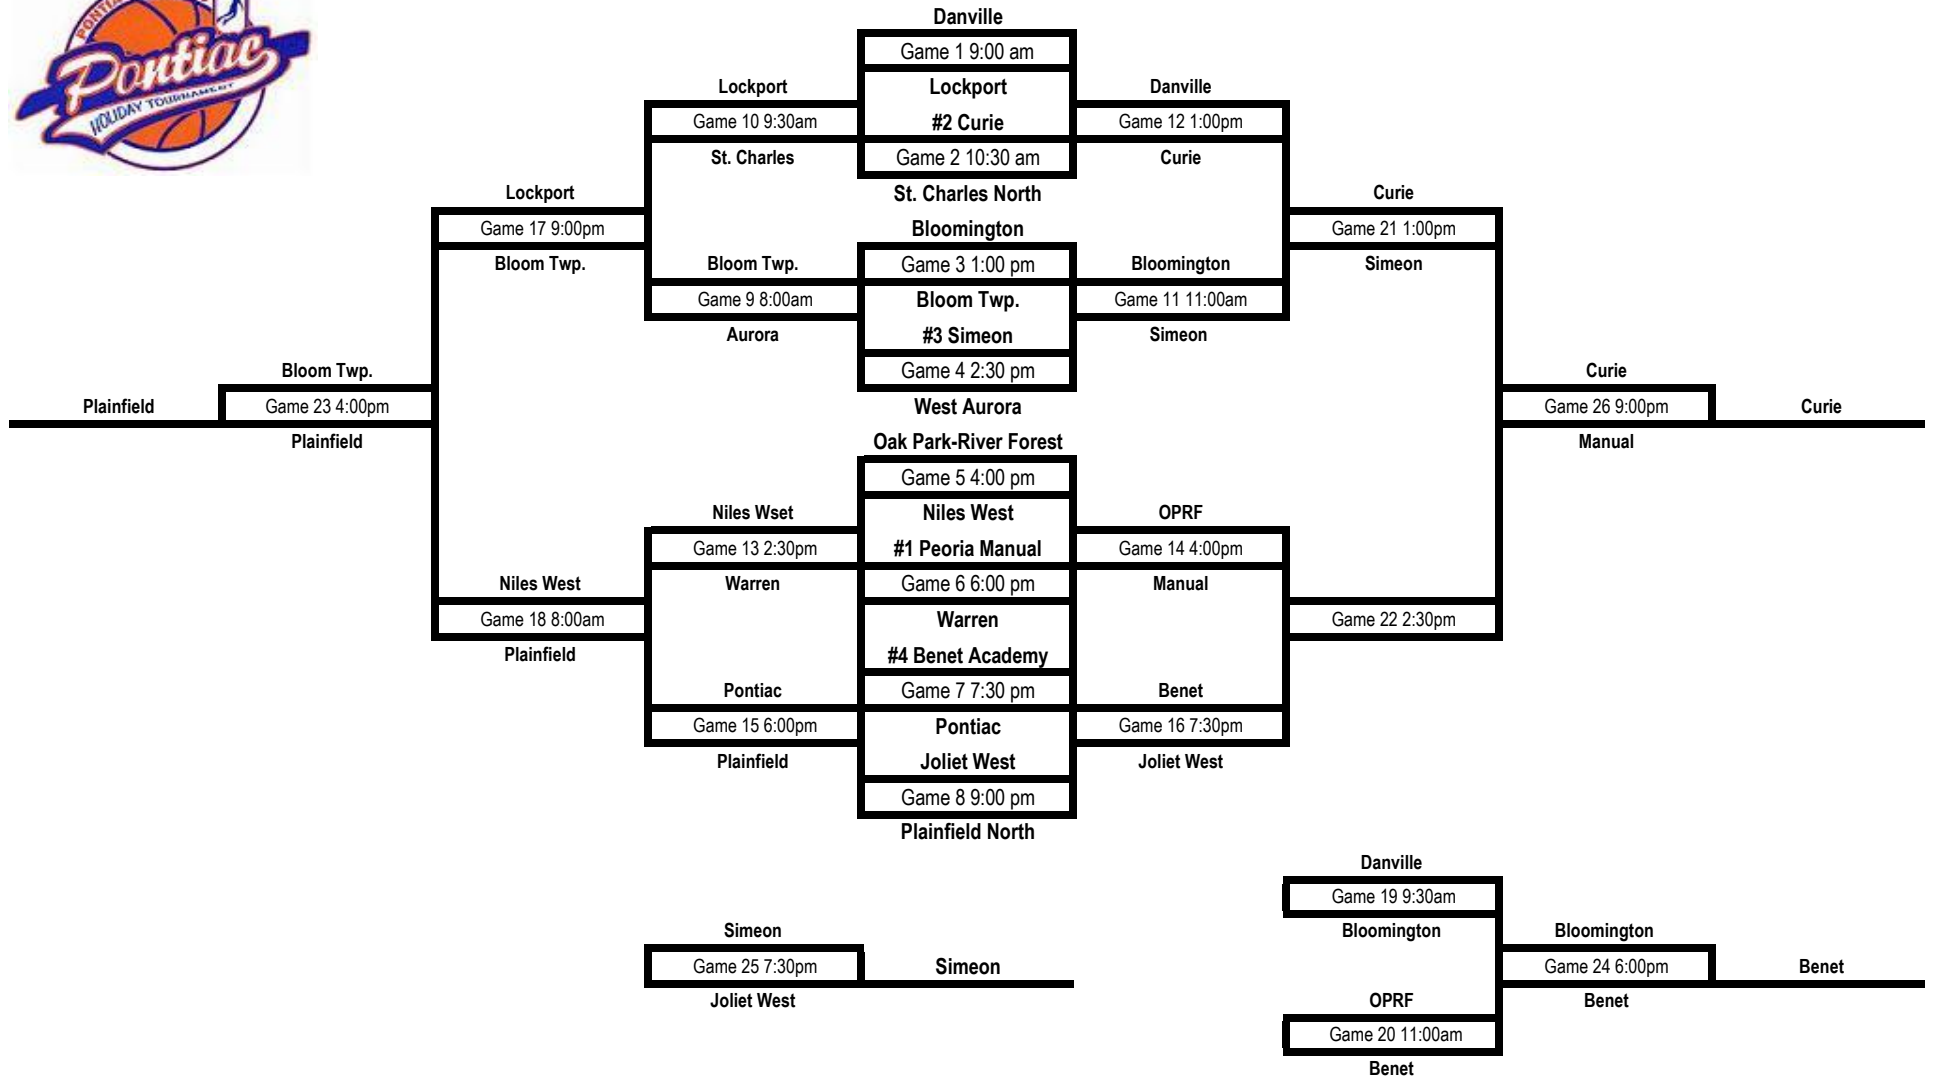 PONTIAC
Pontiac
HOLIDAY TOURNAMENT
Danville
Game 1 9:00 am
Lockport
Lockport
Danville
Game 10 9:30am
#2 Curie
Game 12 1:00pm
St. Charles
Game 2 10:30 am
Curie
Lockport
St. Charles North
Curie
Game 17 9:00pm
Bloomington
Game 21 1:00pm
Bloom Twp.
Bloom Twp.
Game 3 1:00 pm
Bloomington
Simeon
Game 9 8:00am
Bloom Twp.
Game 11 11:00am
Aurora
#3 Simeon
Simeon
Bloom Twp.
Game 4 2:30 pm
Curie
Plainfield
Game 23 4:00pm
West Aurora
Game 26 9:00pm
Curie
Plainfield
Oak Park-River Forest
Manual
Game 5 4:00 pm
Niles Wset
Niles West
OPRF
Game 13 2:30pm
#1 Peoria Manual
Game 14 4:00pm
Niles West
Warren
Game 6 6:00 pm
Manual
Game 18 8:00am
Warren
Game 22 2:30pm
Plainfield
#4 Benet Academy
Pontiac
Game 7 7:30 pm
Benet
Game 15 6:00pm
Pontiac
Game 16 7:30pm
Plainfield
Joliet West
Joliet West
Game 8 9:00 pm
Plainfield North
Danville
Game 19 9:30am
Simeon
Bloomington
Bloomington
Game 25 7:30pm
Simeon
Game 24 6:00pm
Benet
Joliet West
OPRF
Benet
Game 20 11:00am
Benet